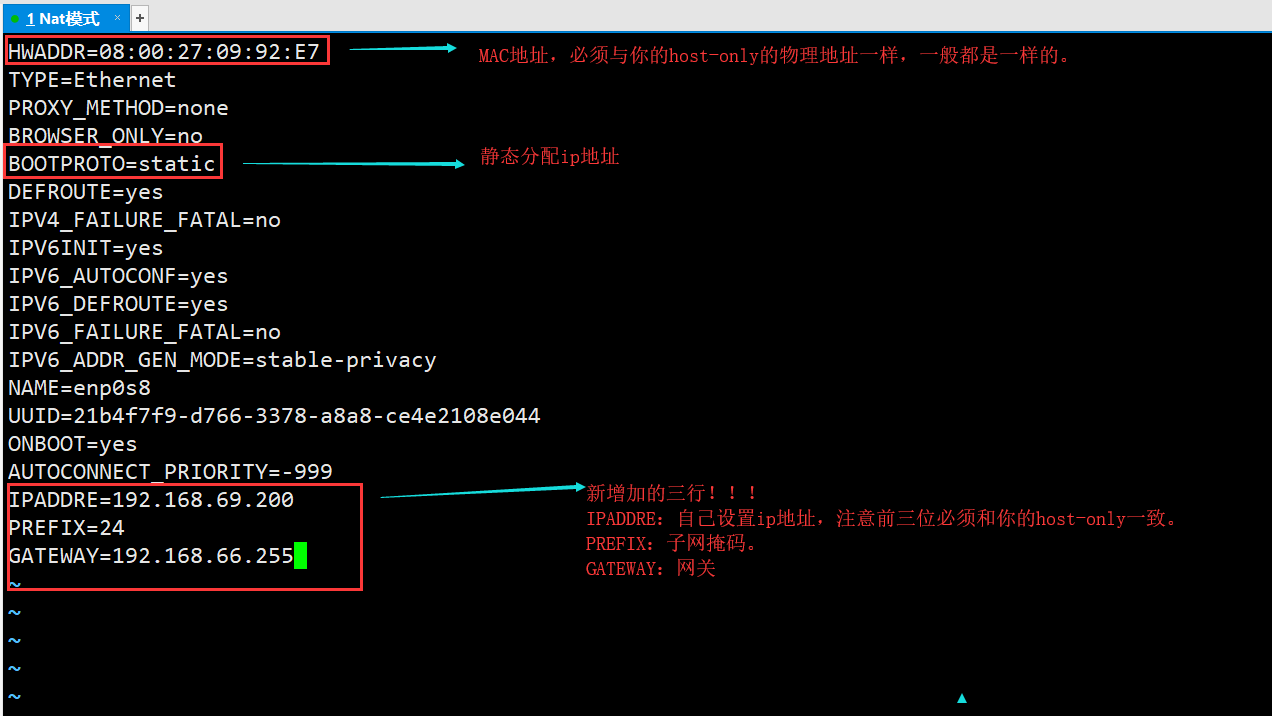 1 Nat模式 × +
HWADDR=08:00:27:09:92:E7
MAC地址，必须与你的host-only的物理地址一样，一般都是一样的。
TYPE=Ethernet
PROXY_METHOD=none
BROWSER_ONLY=no
BOOTPROTO=static
静态分配ip地址
DEFROUTE=yes
IPV4_FAILURE_FATAL=no
IPV6INIT=yes
IPV6_AUTOCONF=yes
IPV6_DEFROUTE=yes
IPV6_FAILURE_FATAL=no
IPV6_ADDR_GEN_MODE=stable-privacy
NAME=enp0s8
UUID=21b4f7f9-d766-3378-a8a8-ce4e2108e044
ONBOOT=yes
AUTOCONNECT_PRIORITY=-999
IPADDRE=192.168.69.200
PREFIX=24
GATEWAY=192.168.66.255
新增加的三行！！！
IPADDRE：自己设置ip地址，注意前三位必须和你的host-only一致。
PREFIX：子网掩码。
GATEWAY：网关
~
~
~
~
~